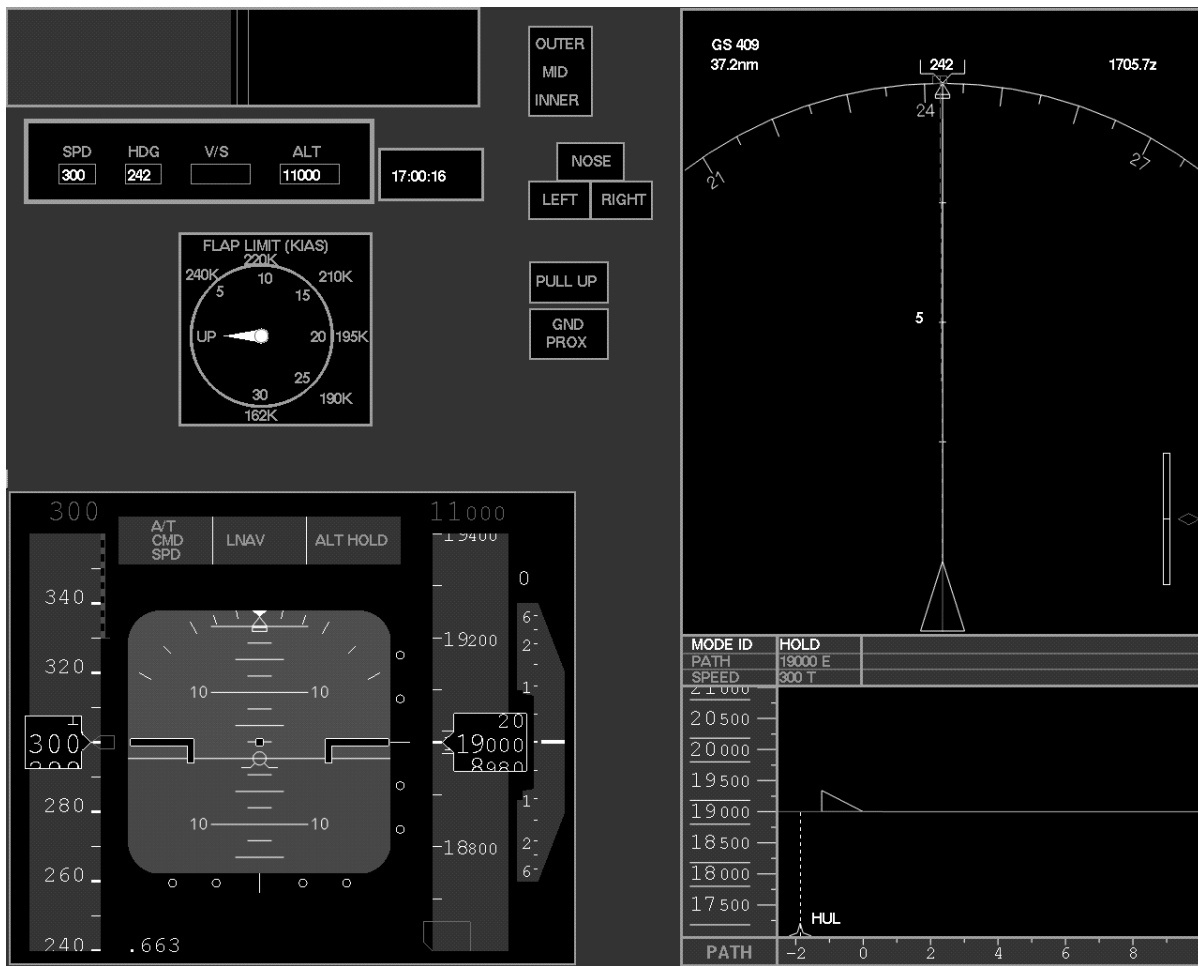 OUTER
MID
INNER
SPD HDG V/S ALT
300 242 11000
17:00:16
NOSE
LEFT RIGHT
FLAP LIMIT (KIAS)
220K
240K 10 210K
5 15
UP 20 195K
25
30 190K
162K
PULL UP
GND
PROX
GS 409
37.2nm
242
1705.7z
24
21
27
5
300
11000
A/T
CMD
SPD
LNAV
ALT HOLD
340
320
300
280
260
240
10 10
10 10
.663
19400
19200
20
19000
8980
18800
0
6-
2-
1-
1-
2-
6-
MODE ID HOLD
PATH 19000 E
SPEED 300 T
21000
20500
20000
19500
19000
18500
18000
17500
HUL
PATH -2 0 2 4 6 8